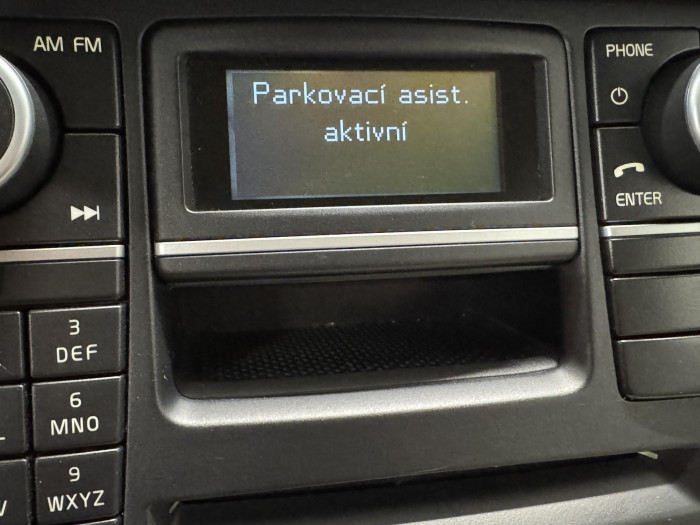 AM FM
Parkovací asist.
aktivní
PHONE
ENTER
3
DEF
6
MNO
9
WXYZ